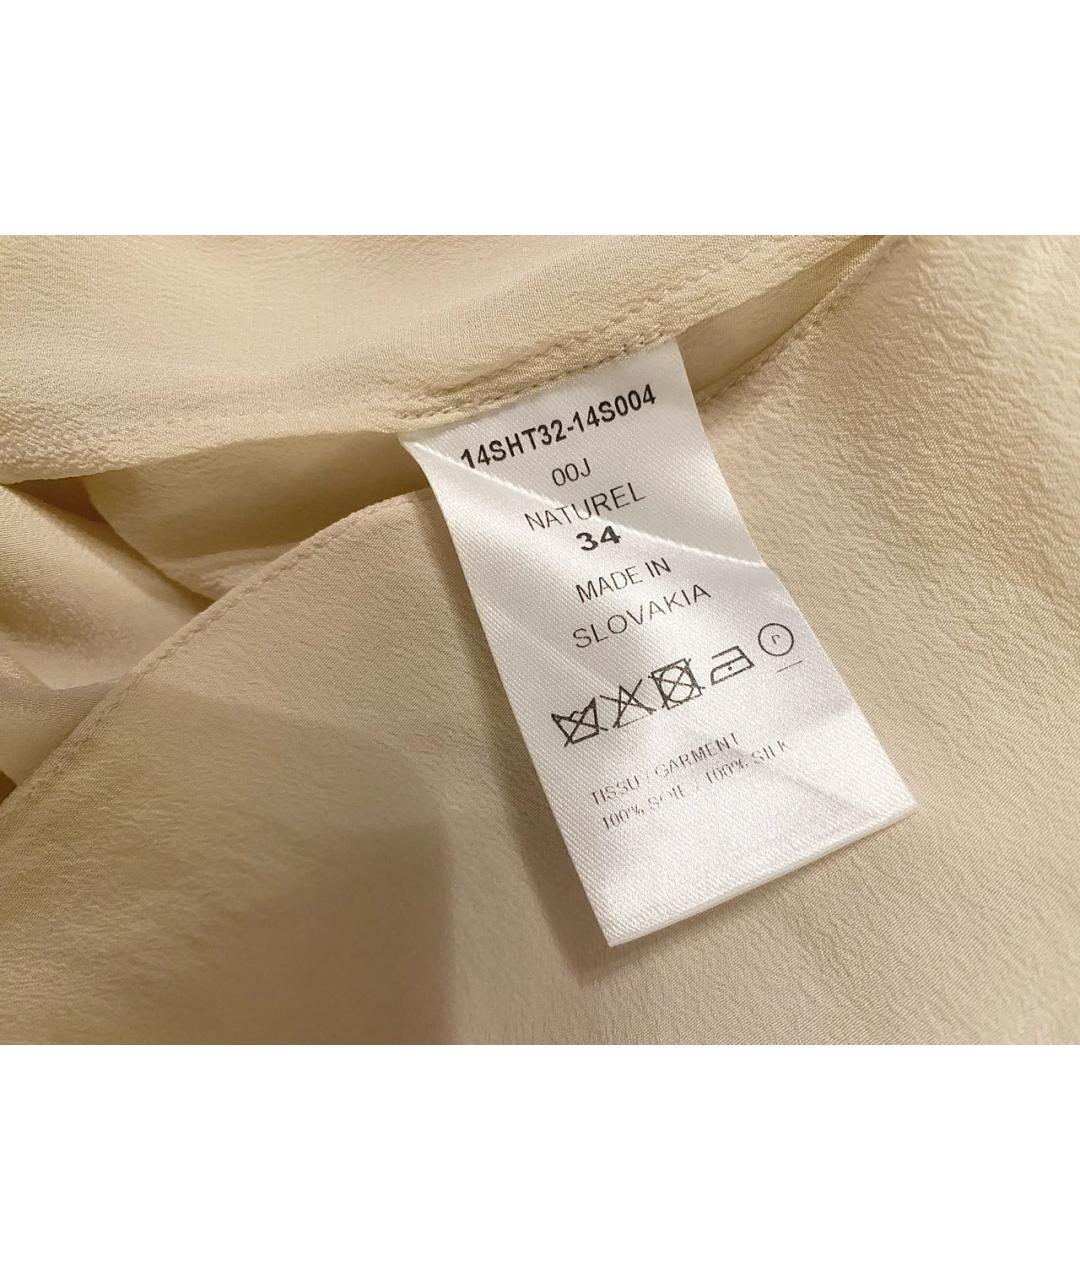 14SHT32-14S004
00J
NATUREL
34
MADE IN
SLOVAKIA
P
TISSU / GARMENT
100% SOIE / 100% SILK